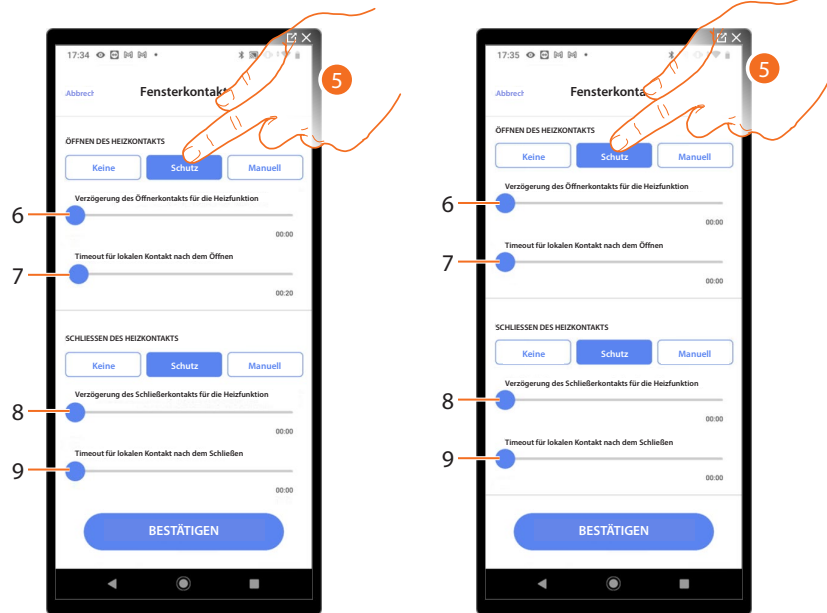 17:34
Abbrech
Fensterkontakt
5
ÖFFNEN DES HEIZKONTAKTS
Keine
Schutz
Manuell
Verzögerung des Öffnerkontakts für die Heizfunktion
6
00:00
Timeout für lokalen Kontakt nach dem Öffnen
7
00:20
SCHLIESSEN DES HEIZKONTAKTS
Keine
Schutz
Manuell
Verzögerung des Schließerkontakts für die Heizfunktion
8
00:00
Timeout für lokalen Kontakt nach dem Schließen
9
00:00
BESTÄTIGEN
17:35
Abbrech
Fensterkonta
5
ÖFFNEN DES HEIZKONTAKTS
Keine
Schutz
Manuell
Verzögerung des Öffnerkontakts für die Heizfunktion
6
00:00
Timeout für lokalen Kontakt nach dem Öffnen
7
00:00
SCHLIESSEN DES HEIZKONTAKTS
Keine
Schutz
Manuell
Verzögerung des Schließerkontakts für die Heizfunktion
8
00:00
Timeout für lokalen Kontakt nach dem Schließen
9
00:00
BESTÄTIGEN